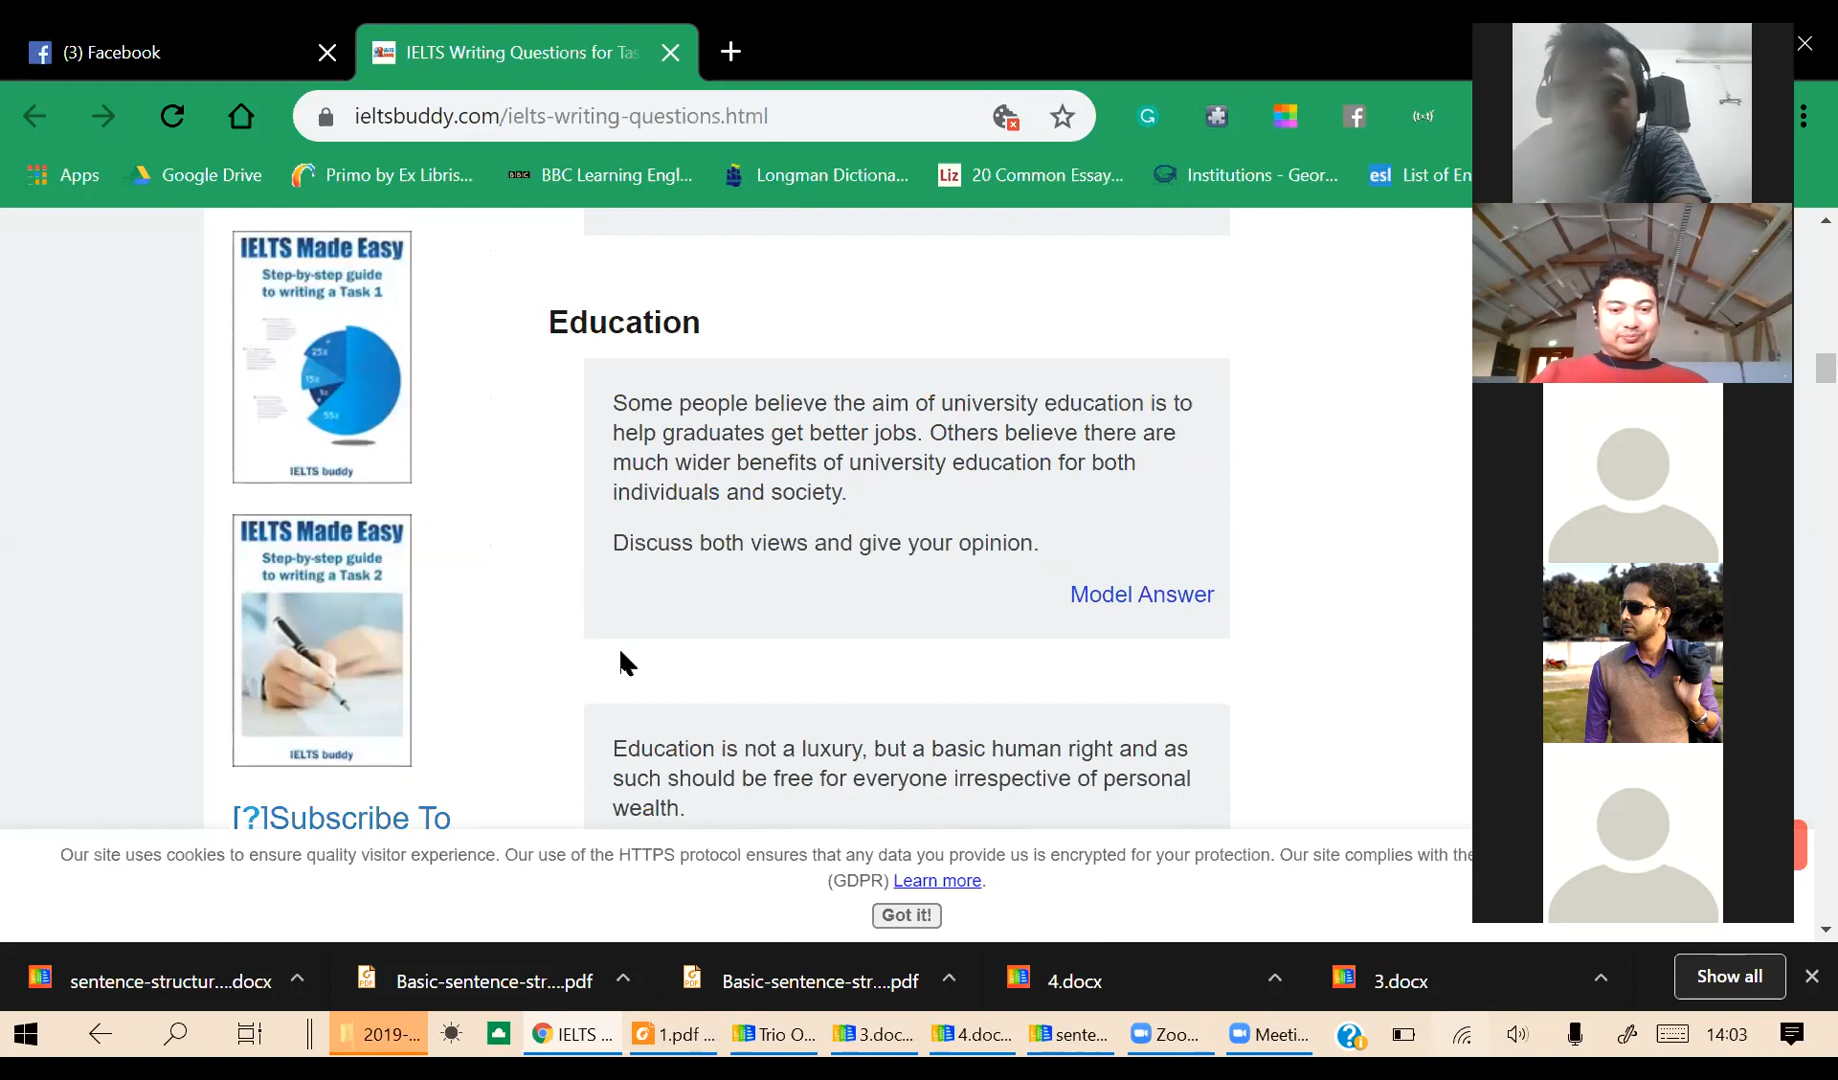 (3) Facebook
IELTS Writing Questions for Tas
ieltsbuddy.com/ielts-writing-questions.html
Apps
Google Drive
Primo by Ex Libris...
BBC
BBC Learning Engl...
Longman Dictiona...
Liz
20 Common Essay...
Institutions - Geor...
esl
List of En
IELTS Made Easy
Step-by-step guide
to writing a Task 1
25%
15%
55%
IELTS buddy
IELTS Made Easy
Step-by-step guide
to writing a Task 2
IELTS buddy
[?]Subscribe To
Education
Some people believe the aim of university education is to
help graduates get better jobs. Others believe there are
much wider benefits of university education for both
individuals and society.
Discuss both views and give your opinion.
Model Answer
Education is not a luxury, but a basic human right and as
such should be free for everyone irrespective of personal
wealth.
Our site uses cookies to ensure quality visitor experience. Our use of the HTTPS protocol ensures that any data you provide us is encrypted for your protection. Our site complies with the
(GDPR) Learn more.
Got it!
sentence-structur....docx
Basic-sentence-str....pdf
Basic-sentence-str....pdf
4.docx
3.docx
Show all
2019-...
IELTS ...
1.pdf ...
Trio O...
3.doc...
4.doc...
sente...
Zoo...
Meeti...
14:03